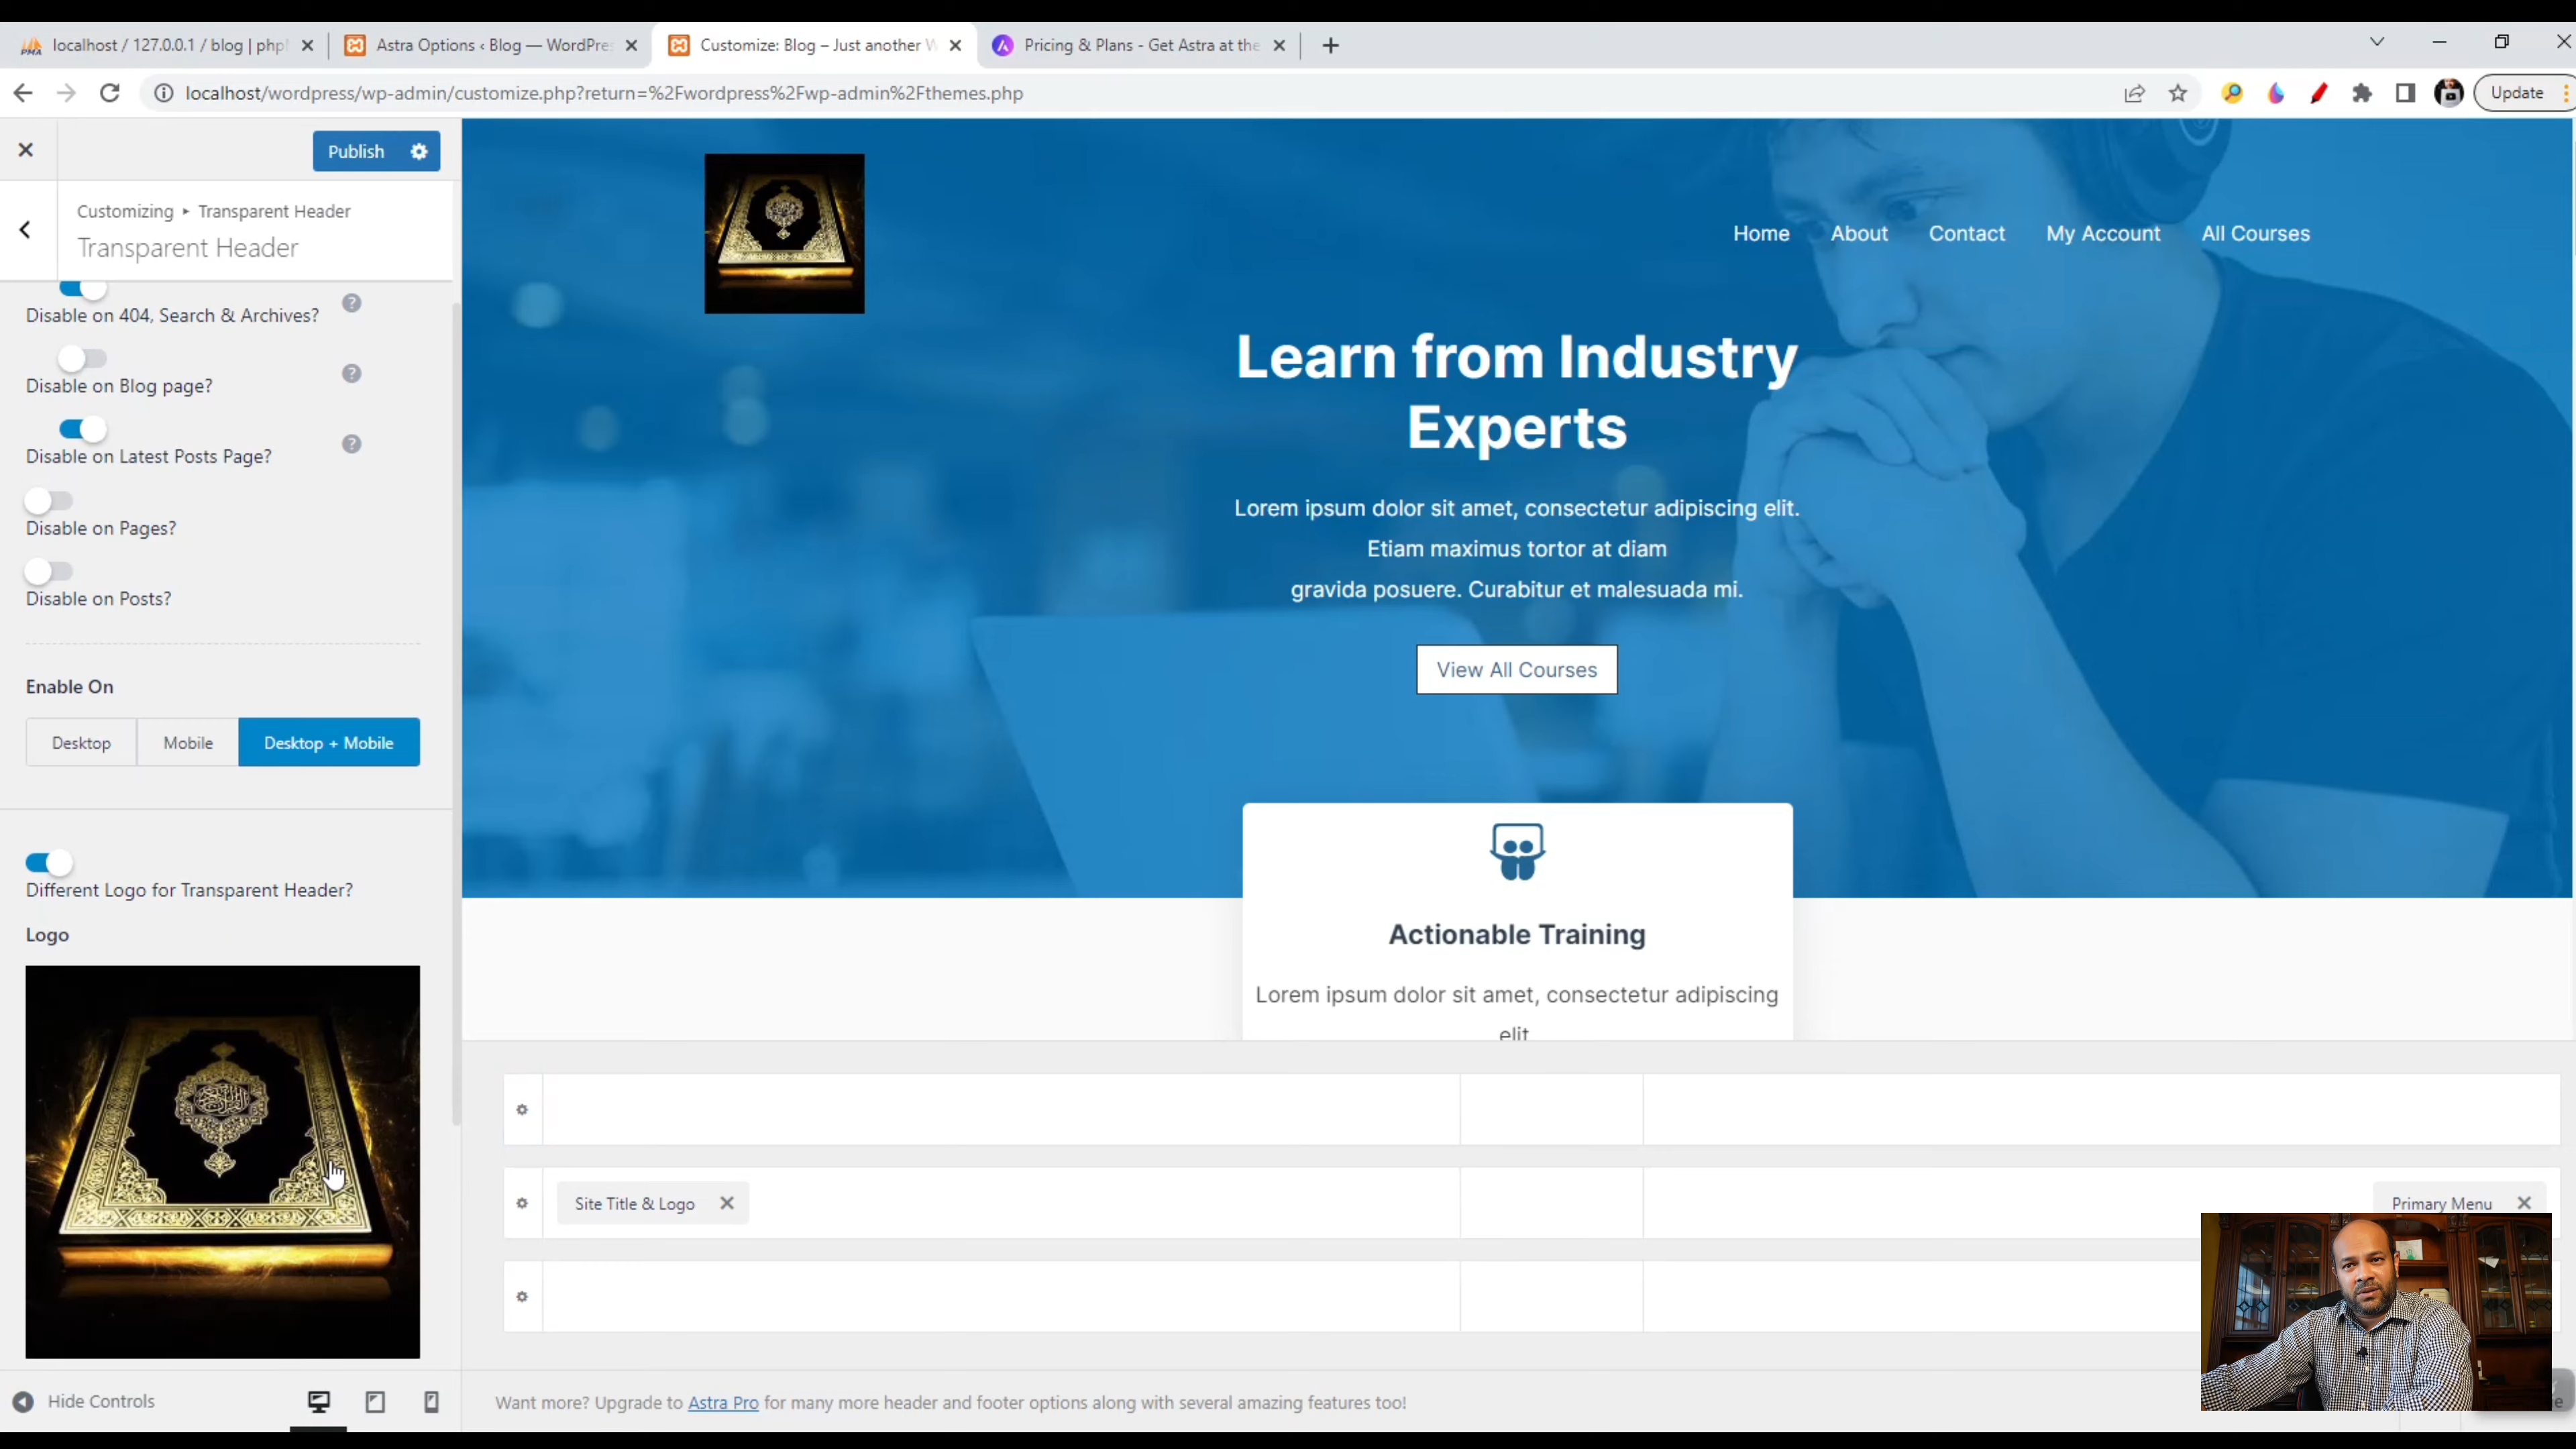 localhost / 127.0.0.1 / blog | php
Astra Options ‹ Blog — WordPre
Customize: Blog – Just another W
Pricing & Plans - Get Astra at the
localhost/wordpress/wp-admin/customize.php?return=%2Fwordpress%2Fwp-admin%2Fthemes.php
Update
Publish
Customizing ▸ Transparent Header
Transparent Header
Disable on 404, Search & Archives?
Disable on Blog page?
Disable on Latest Posts Page?
Disable on Pages?
Disable on Posts?
Enable On
Desktop
Mobile
Desktop + Mobile
Different Logo for Transparent Header?
Logo
Hide Controls
Home
About
Contact
My Account
All Courses
Learn from Industry
Experts
Lorem ipsum dolor sit amet, consectetur adipiscing elit.
Etiam maximus tortor at diam
gravida posuere. Curabitur et malesuada mi.
View All Courses
Actionable Training
Lorem ipsum dolor sit amet, consectetur adipiscing
elit
Site Title & Logo
Primary Menu
Want more? Upgrade to Astra Pro for many more header and footer options along with several amazing features too!